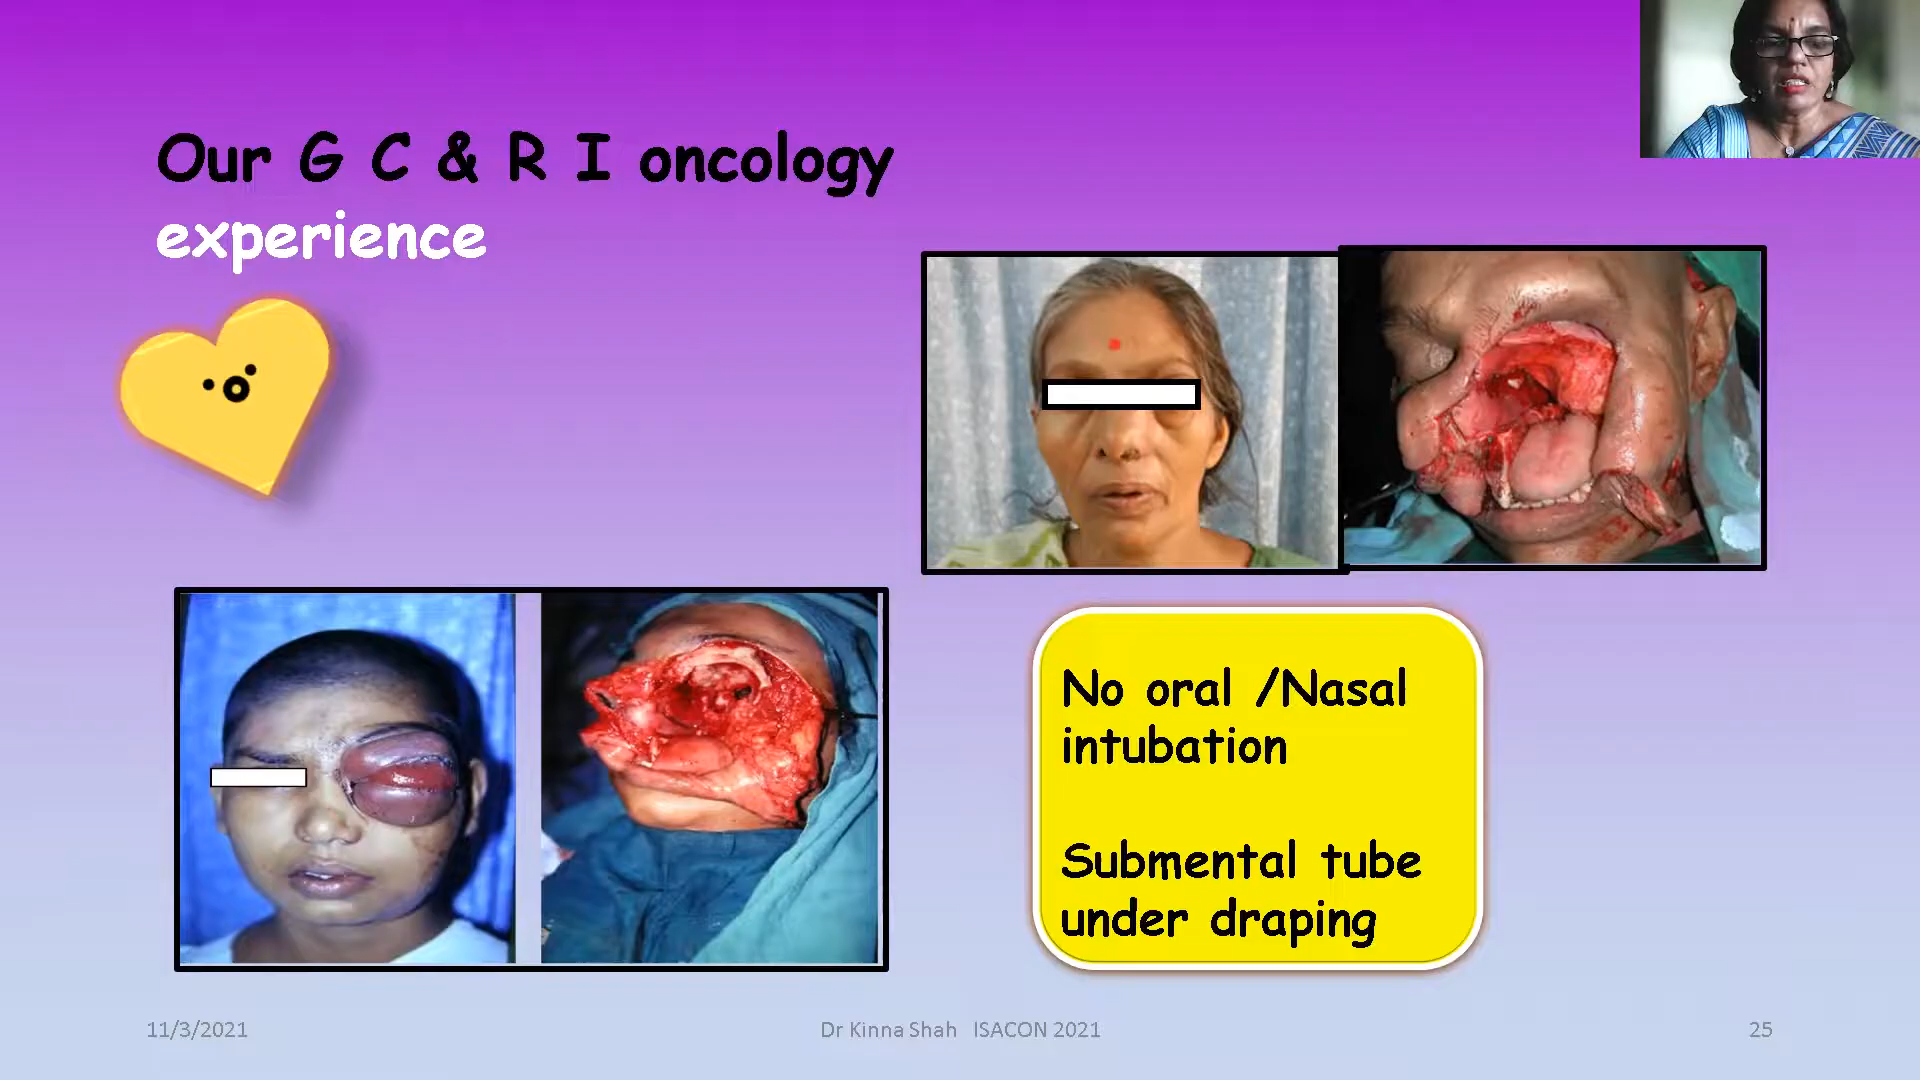 Our G C & R I oncology
experience
No oral /Nasal
intubation
Submental tube
under draping
11/3/2021
Dr Kinna Shah ISACON 2021
25